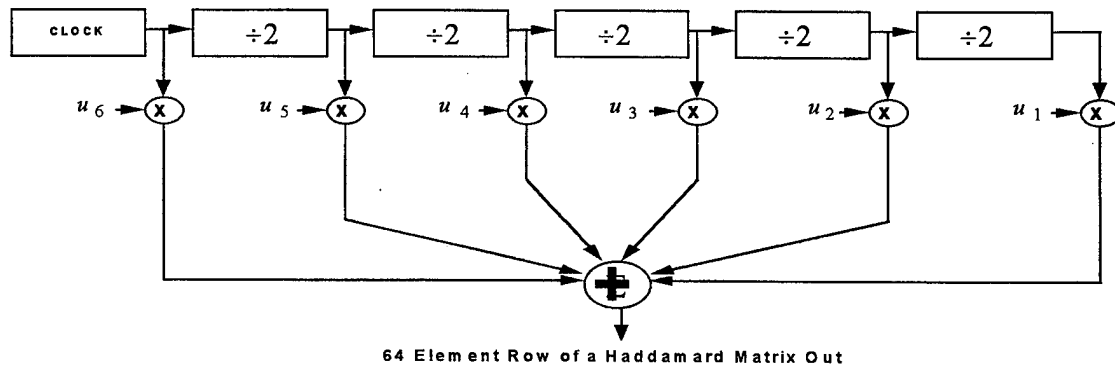 CLOCK ÷2 ÷2 ÷2 ÷2 ÷2
u6 x u5 x u4 x u3 x u2 x u1 x
+
64 Element Row of a Haddamard Matrix Out